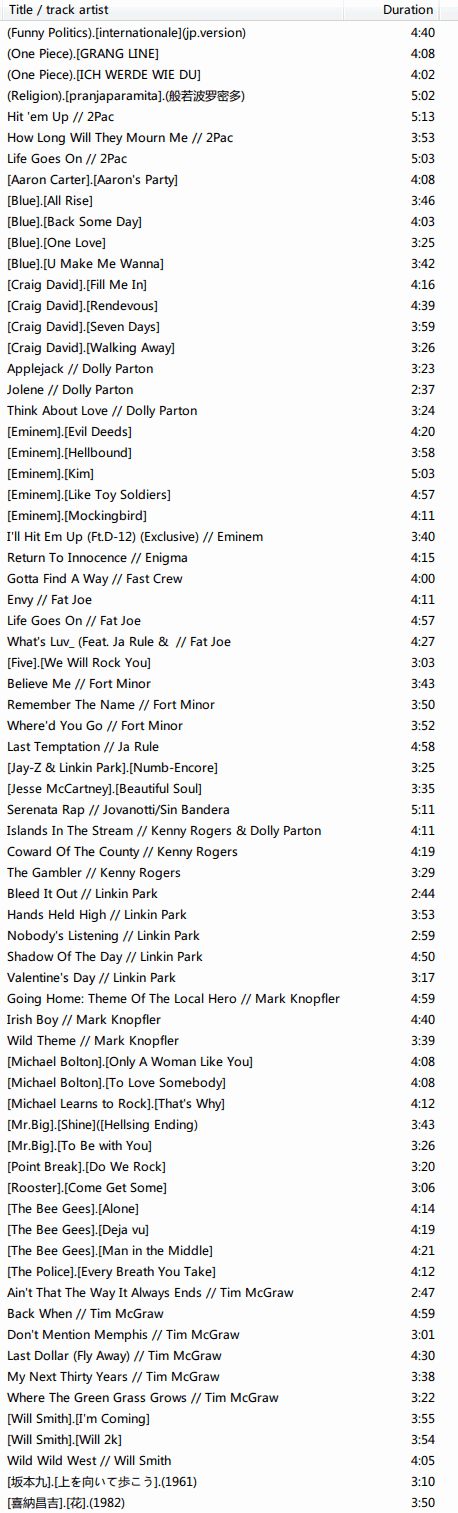 Title / track artist Duration
(Funny Politics).[internationale](jp.version) 4:40
(One Piece).[GRANG LINE] 4:08
(One Piece).[ICH WERDE WIE DU] 4:02
(Religion).[pranjaparamita].(般若波罗密多) 5:02
Hit 'em Up // 2Pac 5:13
How Long Will They Mourn Me // 2Pac 3:53
Life Goes On // 2Pac 5:03
[Aaron Carter].[Aaron's Party] 4:08
[Blue].[All Rise] 3:46
[Blue].[Back Some Day] 4:03
[Blue].[One Love] 3:25
[Blue].[U Make Me Wanna] 3:42
[Craig David].[Fill Me In] 4:16
[Craig David].[Rendevous] 4:39
[Craig David].[Seven Days] 3:59
[Craig David].[Walking Away] 3:26
Applejack // Dolly Parton 3:23
Jolene // Dolly Parton 2:37
Think About Love // Dolly Parton 3:24
[Eminem].[Evil Deeds] 4:20
[Eminem].[Hellbound] 3:58
[Eminem].[Kim] 5:03
[Eminem].[Like Toy Soldiers] 4:57
[Eminem].[Mockingbird] 4:11
I'll Hit Em Up (Ft.D-12) (Exclusive) // Eminem 3:40
Return To Innocence // Enigma 4:15
Gotta Find A Way // Fast Crew 4:00
Envy // Fat Joe 4:11
Life Goes On // Fat Joe 4:57
What's Luv_ (Feat. Ja Rule &  // Fat Joe 4:27
[Five].[We Will Rock You] 3:03
Believe Me // Fort Minor 3:43
Remember The Name // Fort Minor 3:50
Where'd You Go // Fort Minor 3:52
Last Temptation // Ja Rule 4:58
[Jay-Z & Linkin Park].[Numb-Encore] 3:25
[Jesse McCartney].[Beautiful Soul] 3:35
Serenata Rap // Jovanotti/Sin Bandera 5:11
Islands In The Stream // Kenny Rogers & Dolly Parton 4:11
Coward Of The County // Kenny Rogers 4:19
The Gambler // Kenny Rogers 3:29
Bleed It Out // Linkin Park 2:44
Hands Held High // Linkin Park 3:53
Nobody's Listening // Linkin Park 2:59
Shadow Of The Day // Linkin Park 4:50
Valentine's Day // Linkin Park 3:17
Going Home: Theme Of The Local Hero // Mark Knopfler 4:59
Irish Boy // Mark Knopfler 4:40
Wild Theme // Mark Knopfler 3:39
[Michael Bolton].[Only A Woman Like You] 4:08
[Michael Bolton].[To Love Somebody] 4:08
[Michael Learns to Rock].[That's Why] 4:12
[Mr.Big].[Shine]([Hellsing Ending) 3:43
[Mr.Big].[To Be with You] 3:26
[Point Break].[Do We Rock] 3:20
[Rooster].[Come Get Some] 3:06
[The Bee Gees].[Alone] 4:14
[The Bee Gees].[Deja vu] 4:19
[The Bee Gees].[Man in the Middle] 4:21
[The Police].[Every Breath You Take] 4:12
Ain't That The Way It Always Ends // Tim McGraw 2:47
Back When // Tim McGraw 4:59
Don't Mention Memphis // Tim McGraw 3:01
Last Dollar (Fly Away) // Tim McGraw 4:30
My Next Thirty Years // Tim McGraw 3:38
Where The Green Grass Grows // Tim McGraw 3:22
[Will Smith].[I'm Coming] 3:55
[Will Smith].[Will 2k] 3:54
Wild Wild West // Will Smith 4:05
[坂本九].[上を向いて歩こう].(1961) 3:10
[喜納昌吉].[花].(1982) 3:50